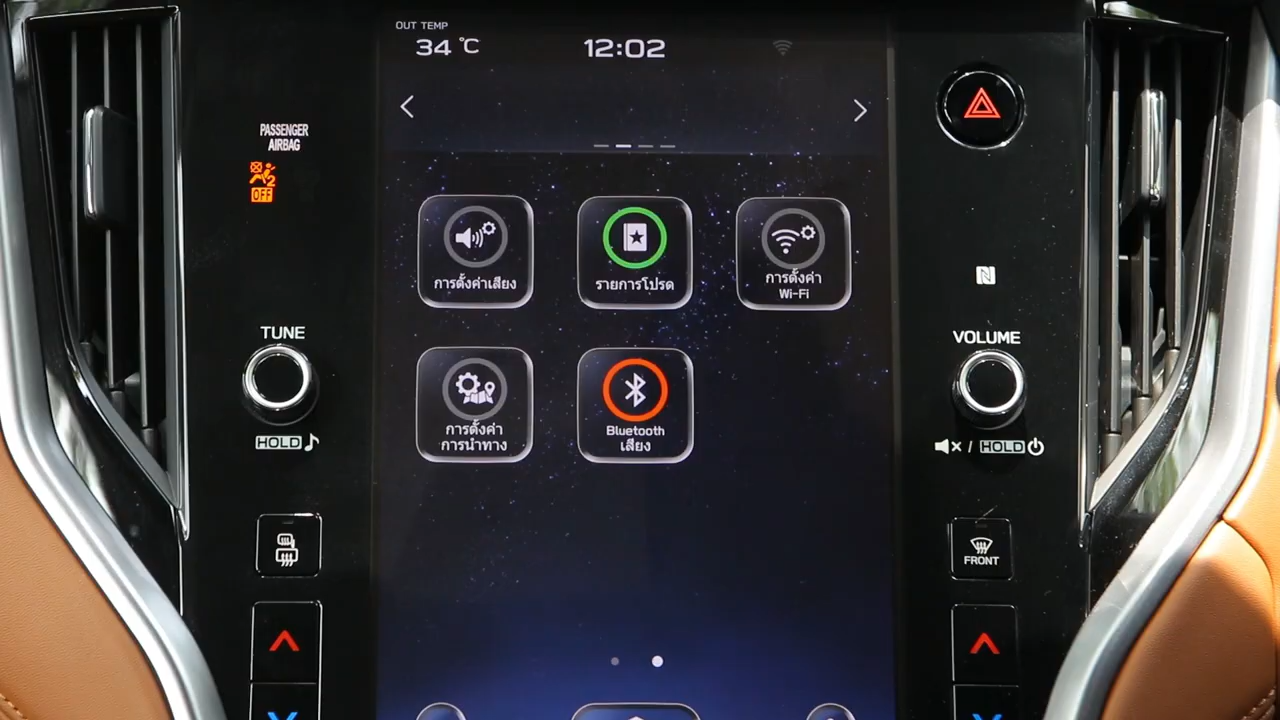 OUT TEMP
34 °C
12:02
PASSENGER
AIRBAG
2
OFF
การตั้งค่าเสียง
รายการโปรด
การตั้งค่า
Wi-Fi
TUNE
VOLUME
HOLD
/ HOLD
การตั้งค่า
การนำทาง
Bluetooth
เสียง
FRONT